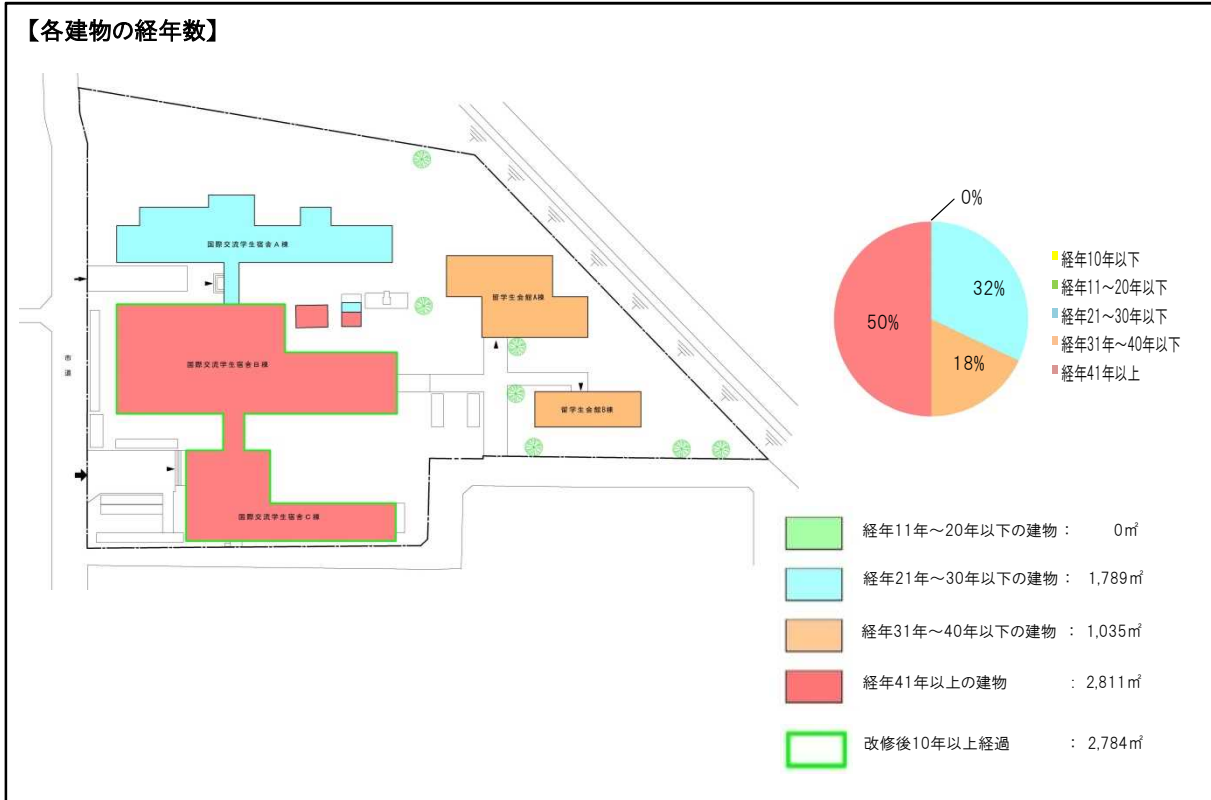 【各建物の経年数】
国際交流学生宿舎A棟
留学生会館A棟
市道
国際交流学生宿舎B棟
留学生会館B棟
国際交流学生宿舎C棟
0%
32%
50%
18%
経年10年以下
経年11~20年以下
経年21~30年以下
経年31年~40年以下
経年41年以上
経年11年~20年以下の建物: 0㎡
経年21年~30年以下の建物: 1,789㎡
経年31年~40年以下の建物 : 1,035㎡
経年41年以上の建物 : 2,811㎡
改修後10年以上経過 : 2,784㎡